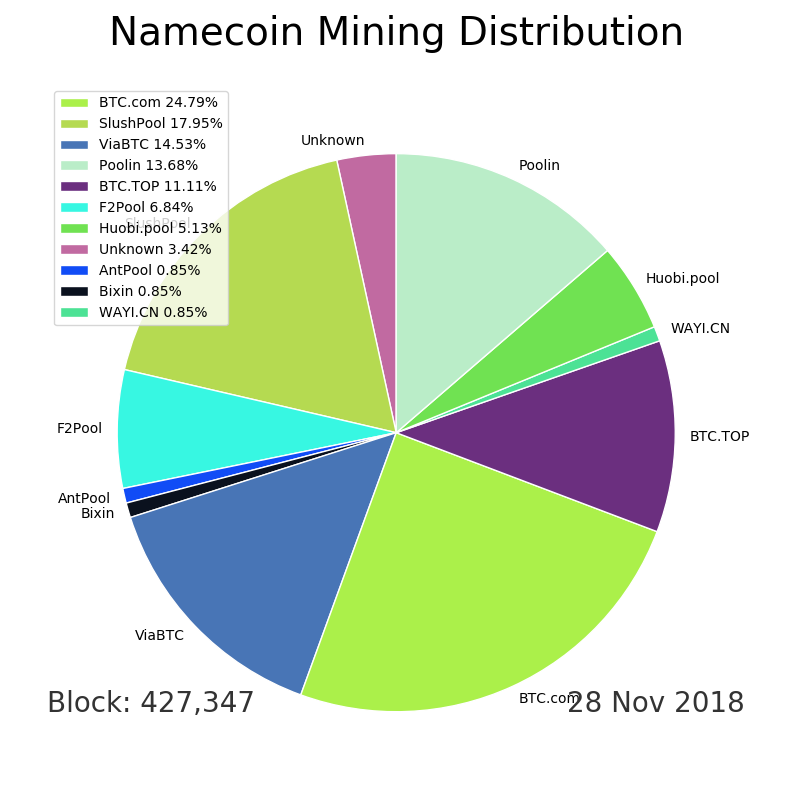 Namecoin Mining Distribution
BTC.com 24.79%
SlushPool 17.95%
ViaBTC 14.53%
Poolin 13.68%
BTC.TOP 11.11%
F2Pool 6.84%
Huobi.pool 5.13%
Unknown 3.42%
AntPool 0.85%
Bixin 0.85%
WAYI.CN 0.85%
Unknown
Poolin
SlushPool
Huobi.pool
WAYI.CN
F2Pool
BTC.TOP
AntPool
Bixin
ViaBTC
BTC.com
Block: 427,347
28 Nov 2018